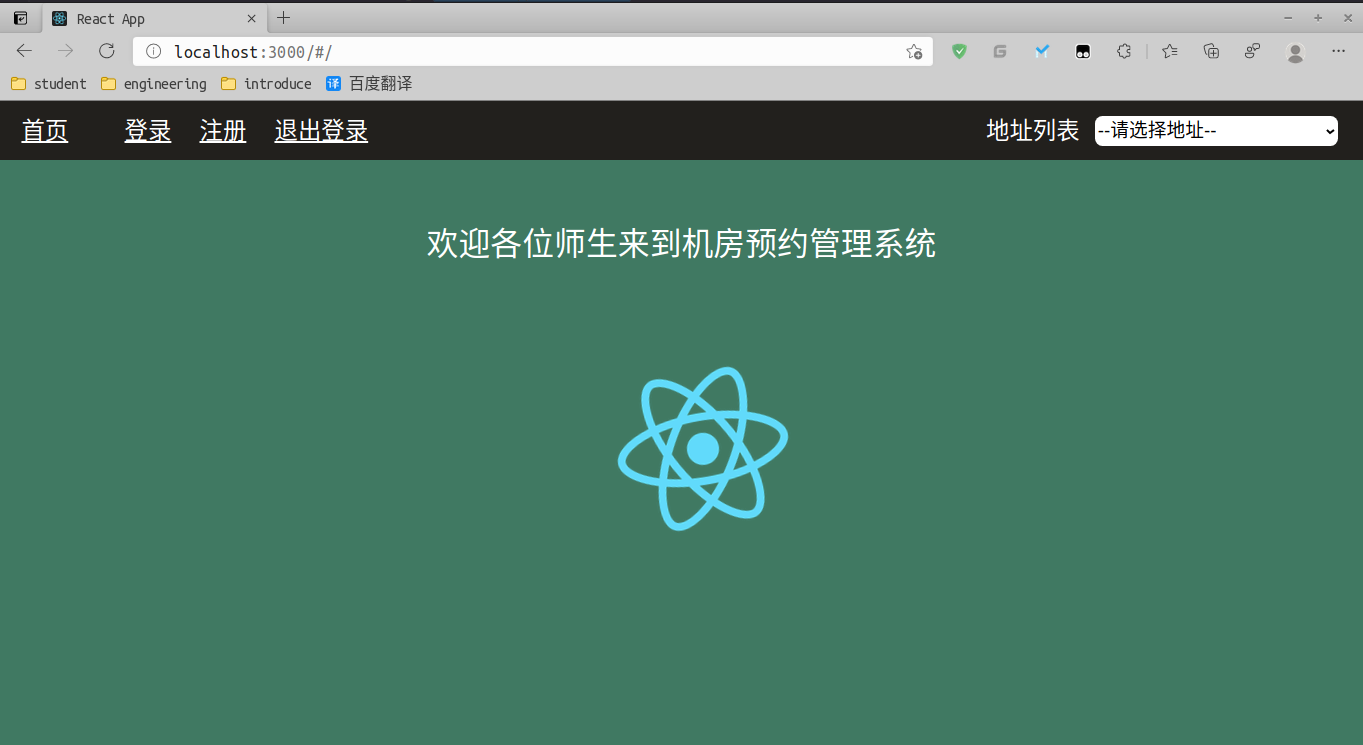 React App
localhost:3000/#/
student engineering introduce 译 百度翻译
首页 登录 注册 退出登录 地址列表 --请选择地址--
欢迎各位师生来到机房预约管理系统